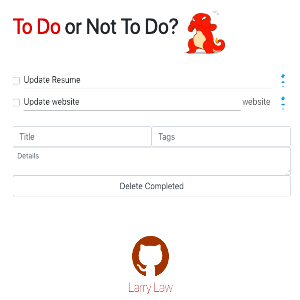 To Do or Not To Do?
Update Resume
Update website website
Title Tags
Details
Delete Completed
Larry Law